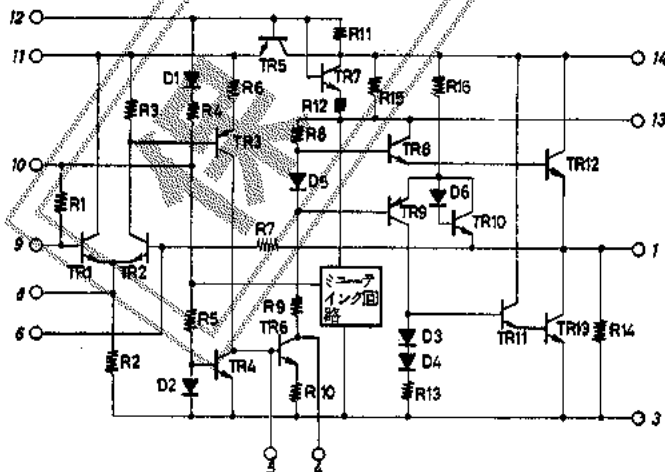 12
R11
11
TR5
TR7
14
D1
R6
R12
R15
R16
R3
R4
R8
13
TR3
TR8
TR12
10
D5
D6
R1
TR9
TR10
R7
9
1
TR1
TR2
ミューテ
ィング回
路
8
R9
R5
TR6
D3
TR11
TR13
R14
6
R2
D4
TR4
D2
R10
R13
3
5
4